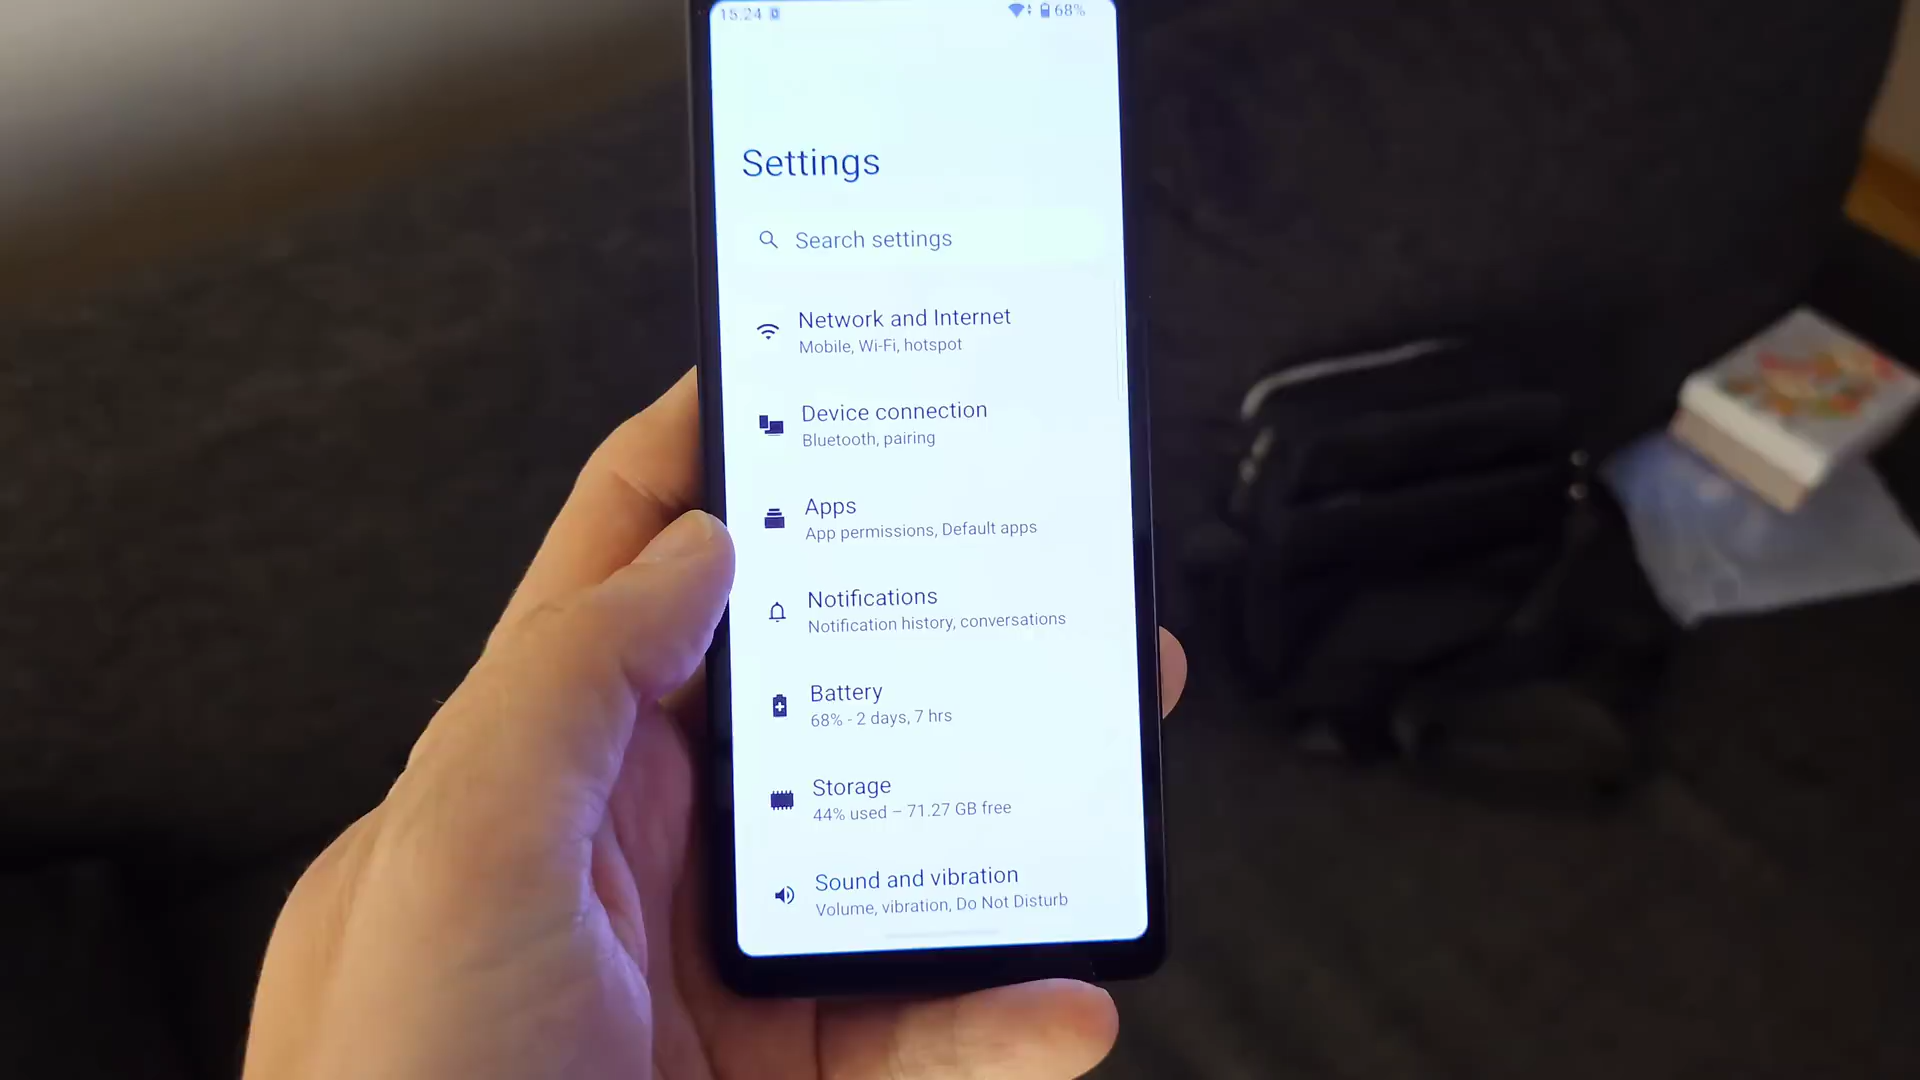 15.24 68%
Settings
Search settings
Network and Internet
Mobile, Wi-Fi, hotspot
Device connection
Bluetooth, pairing
Apps
App permissions, Default apps
Notifications
Notification history, conversations
Battery
68% - 2 days, 7 hrs
Storage
44% used – 71.27 GB free
Sound and vibration
Volume, vibration, Do Not Disturb